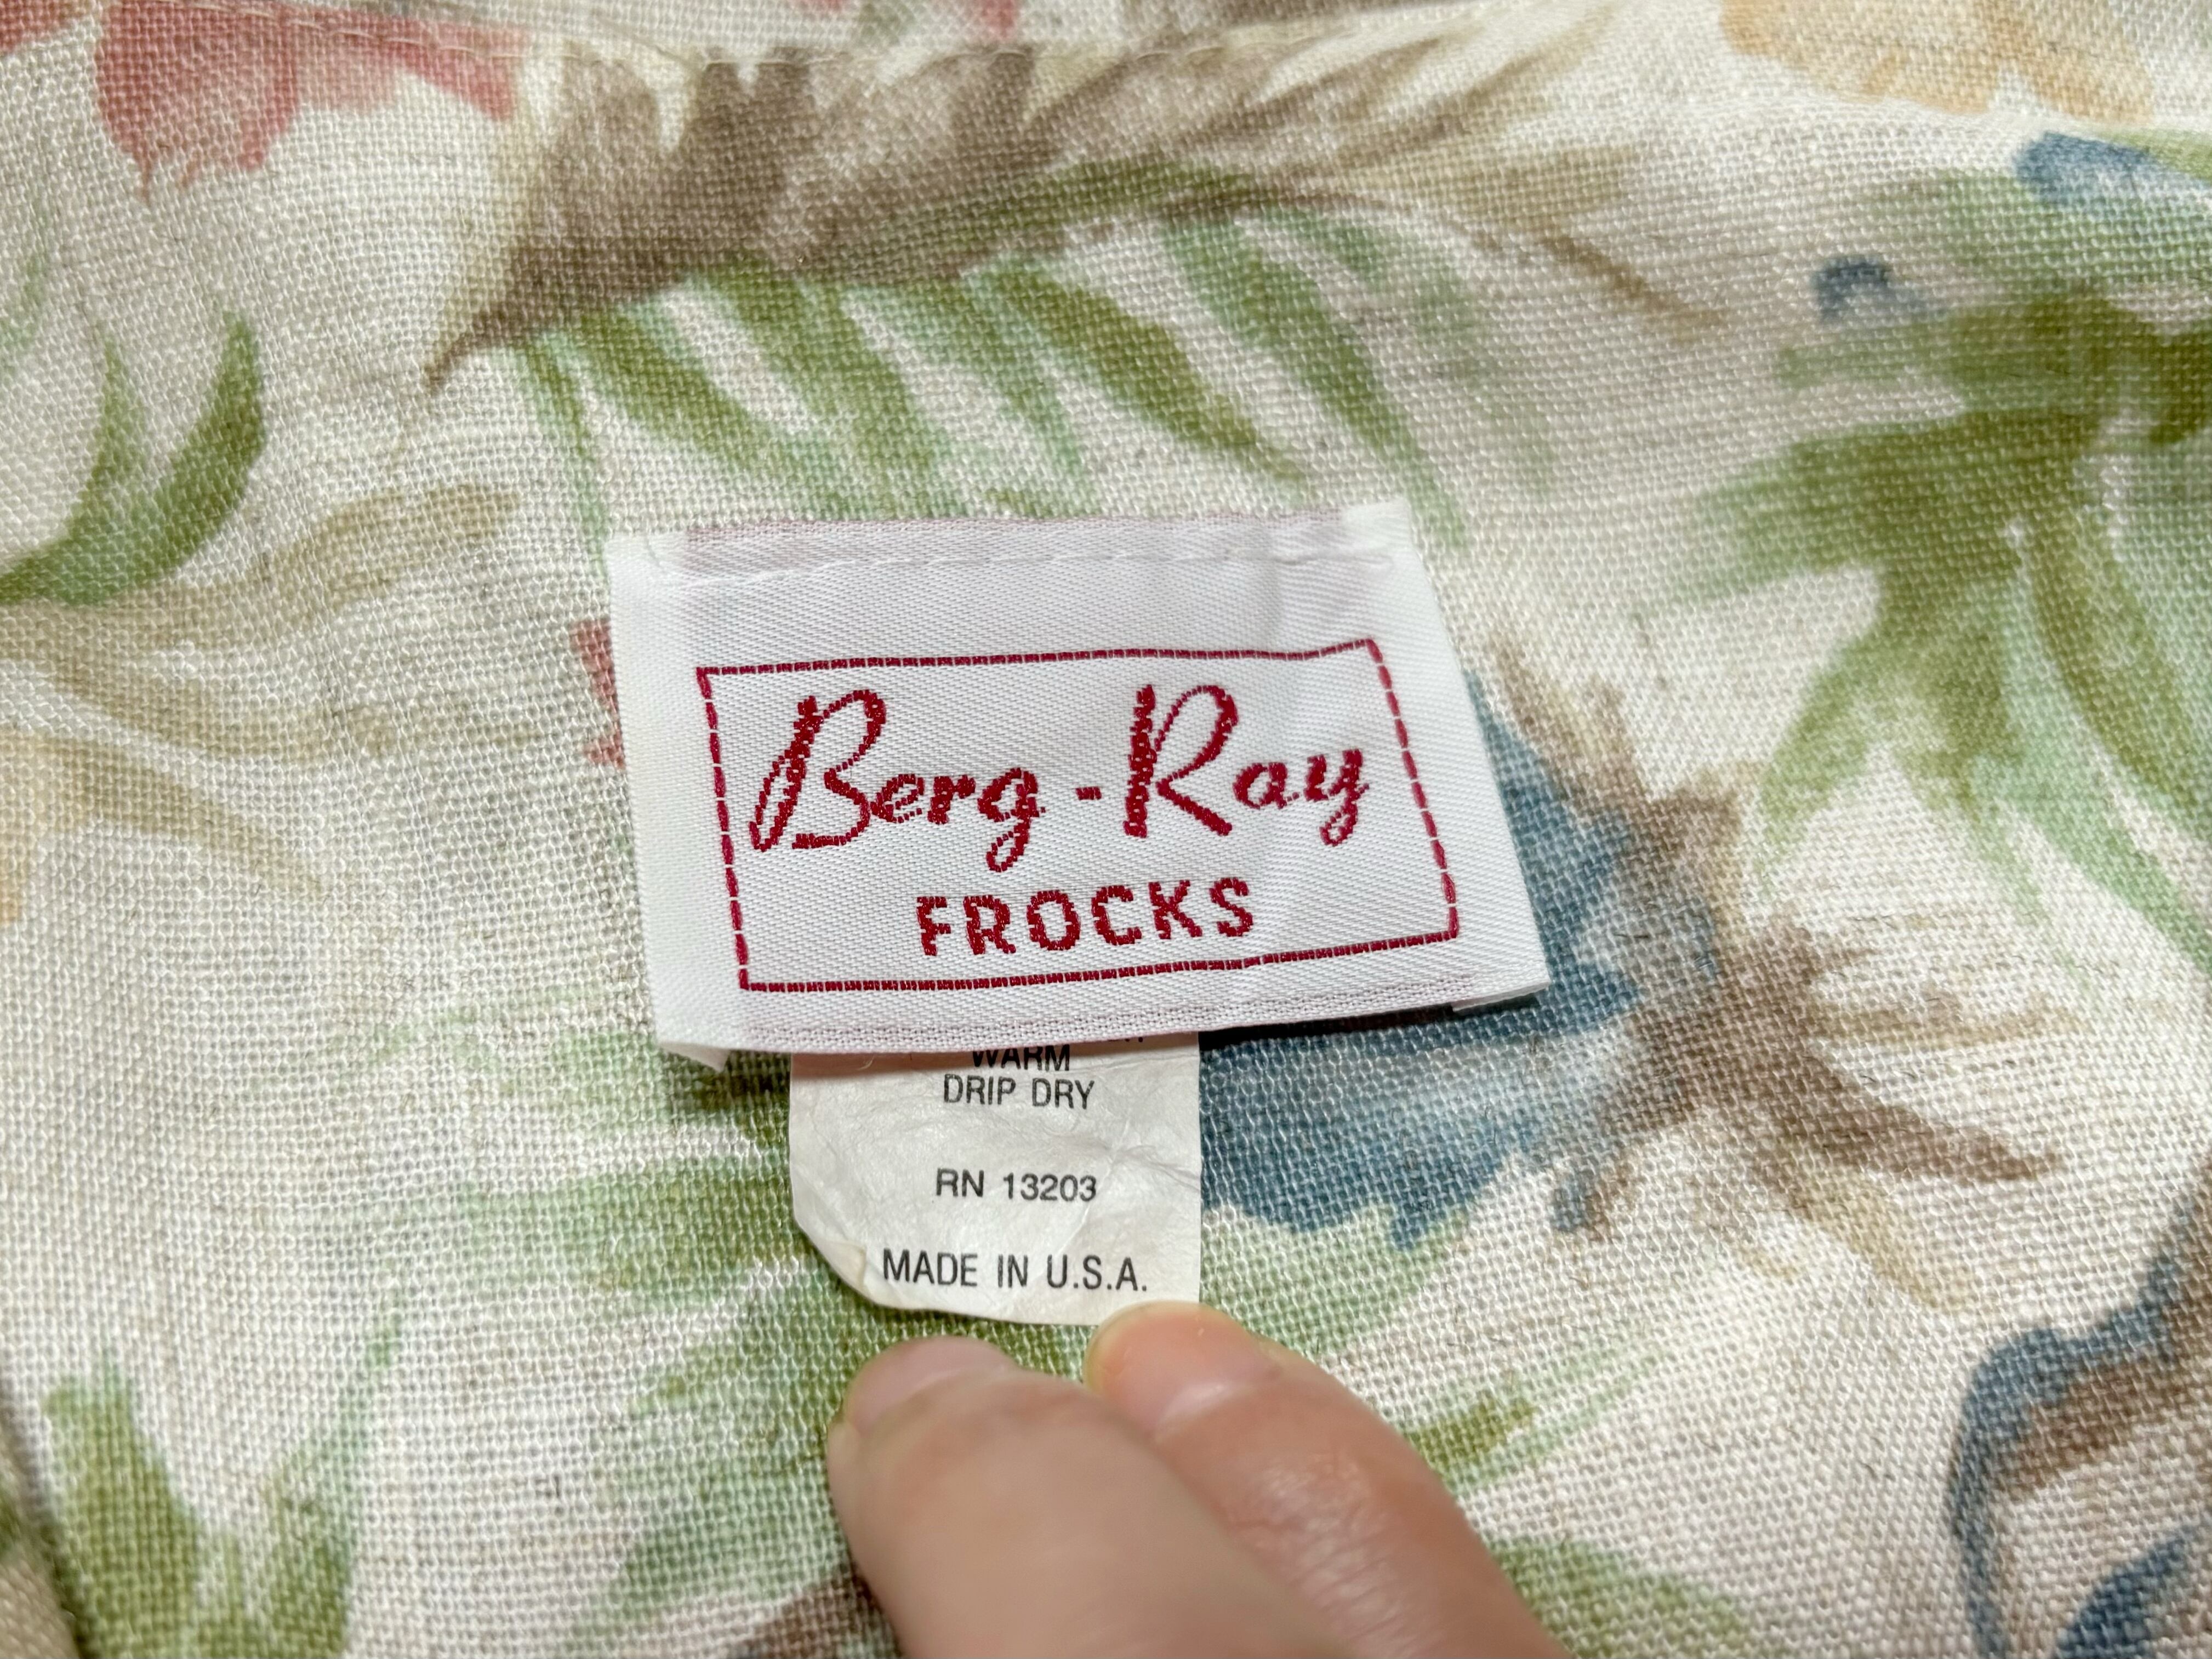 Berg-Ray
FROCKS
WARM
DRIP DRY
RN 13203
MADE IN U.S.A.